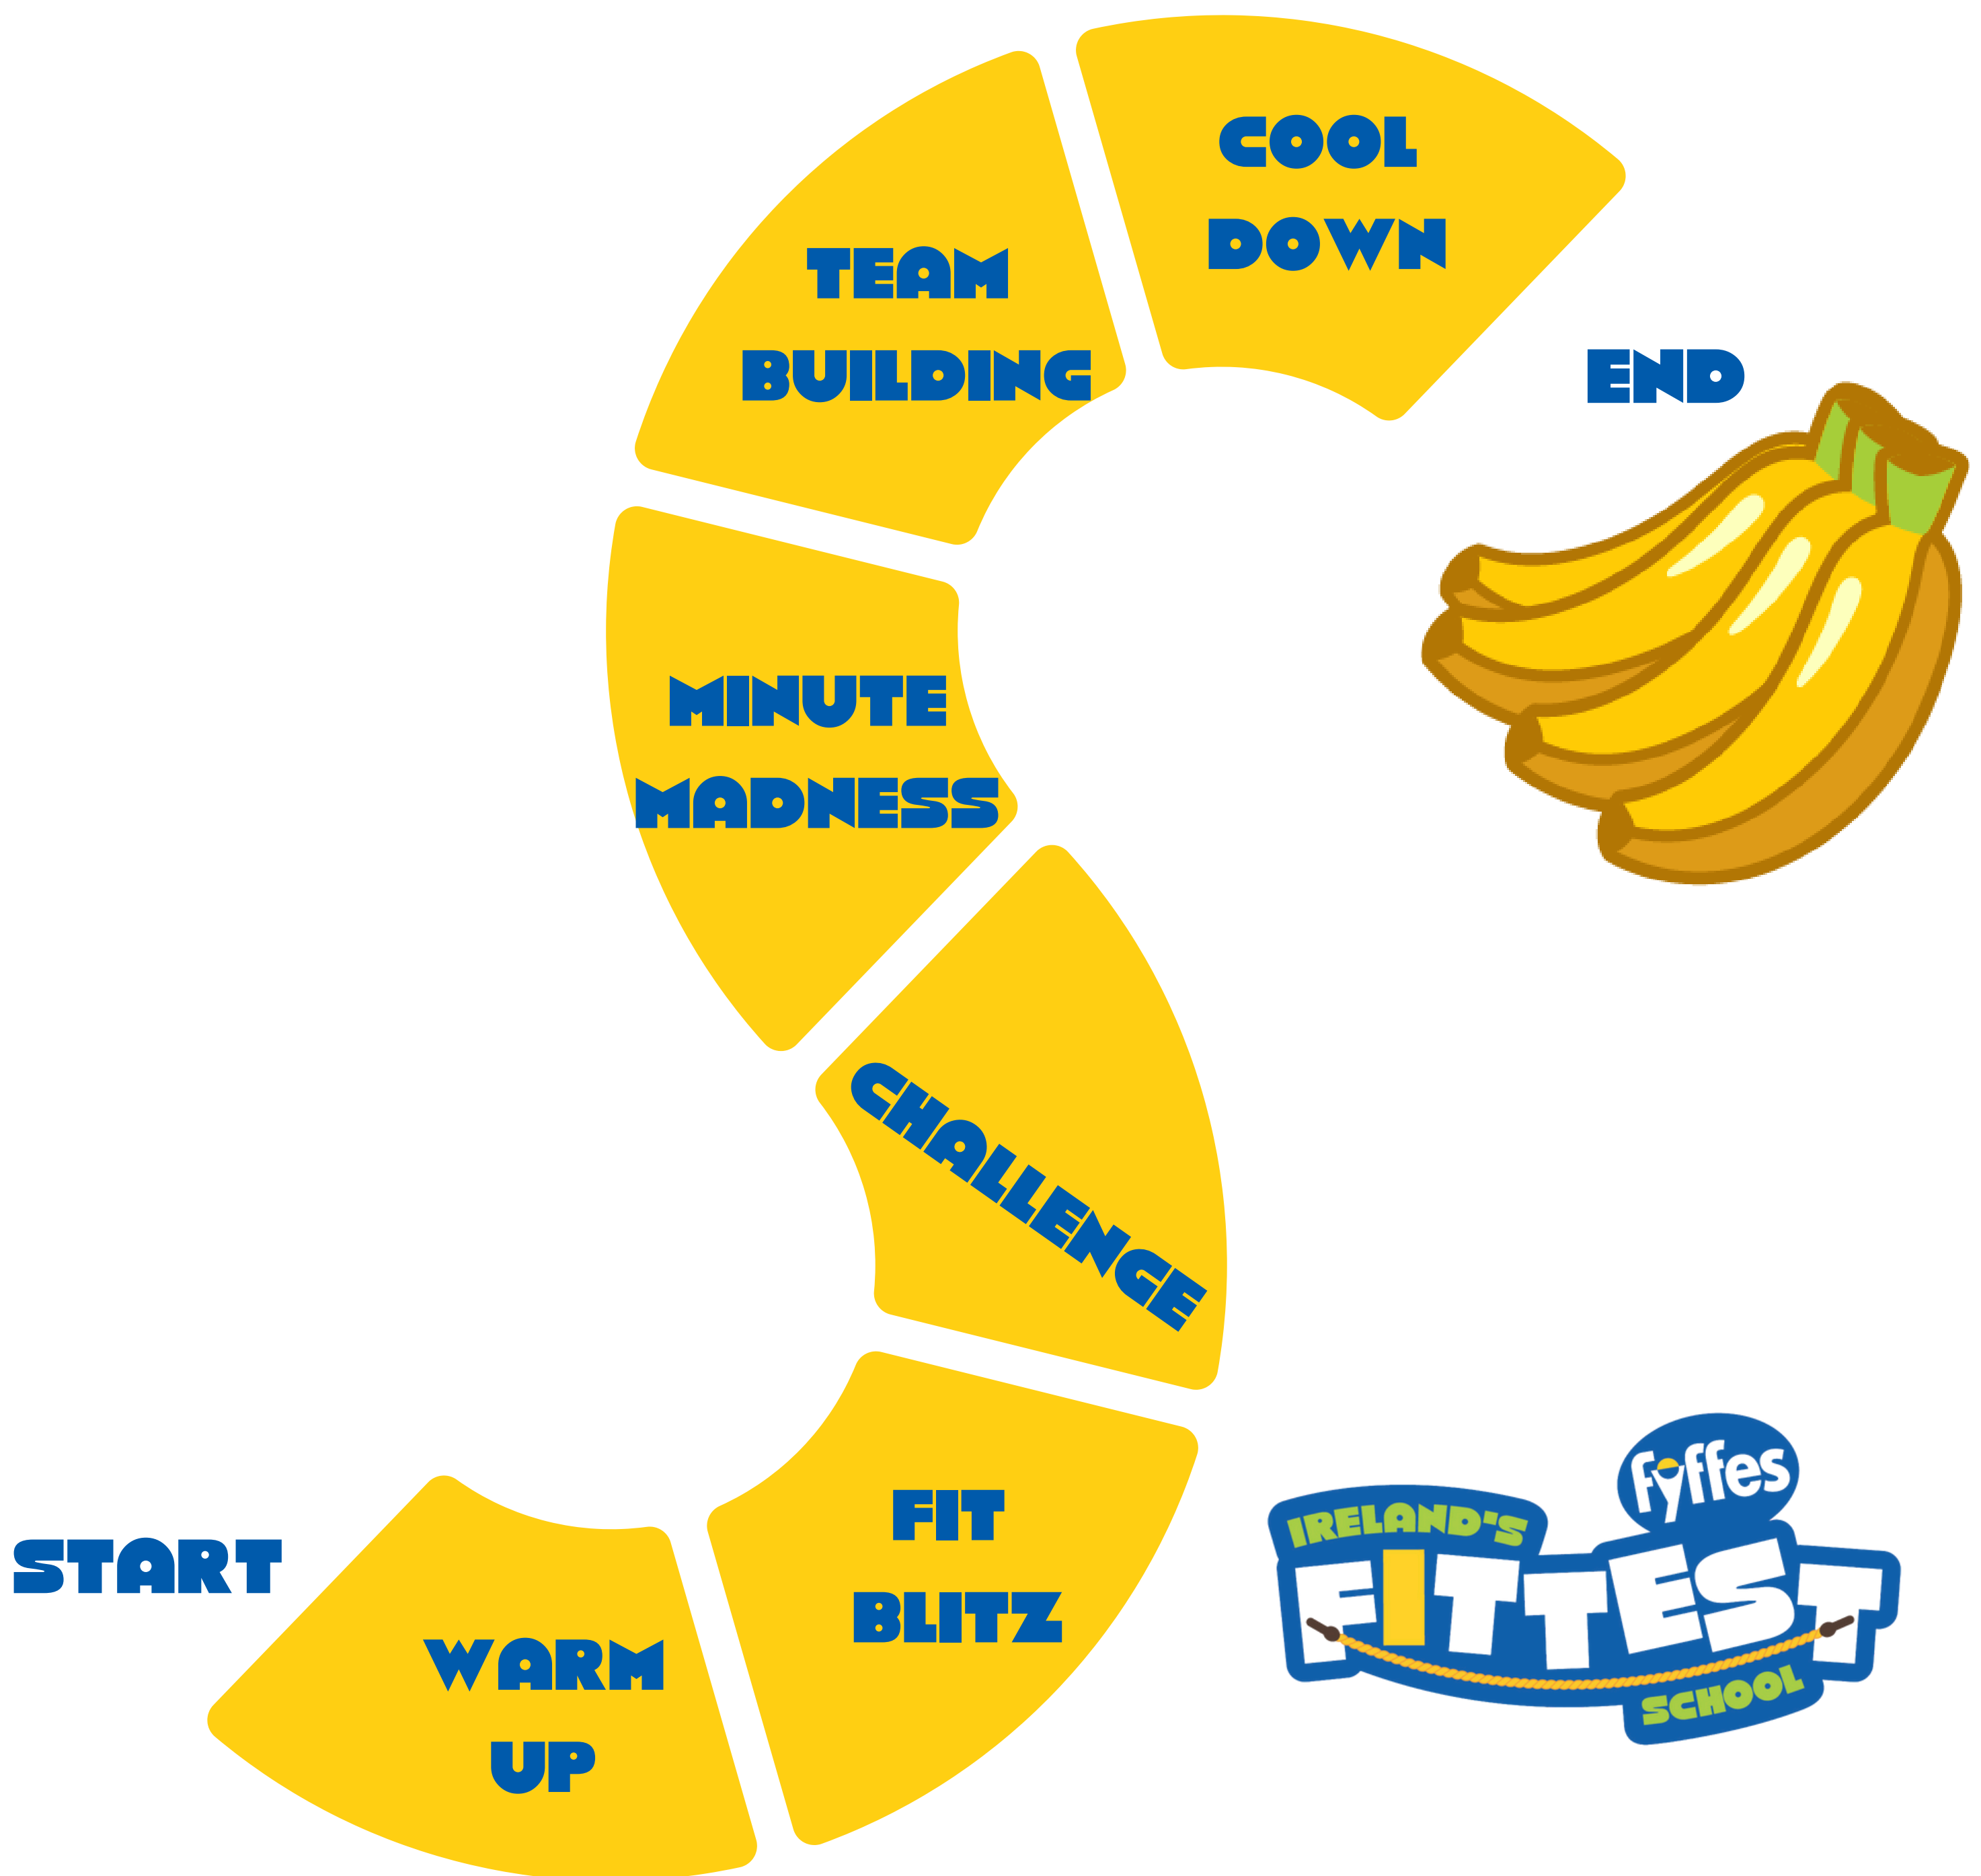 COOL
DOWN
TEAM
BUILDING
END
MINUTE
MADNESS
CHALLENGE
FIT
BLITZ
START
WARM
UP
fyffes
IRELAND'S
FITTEST
SCHOOL